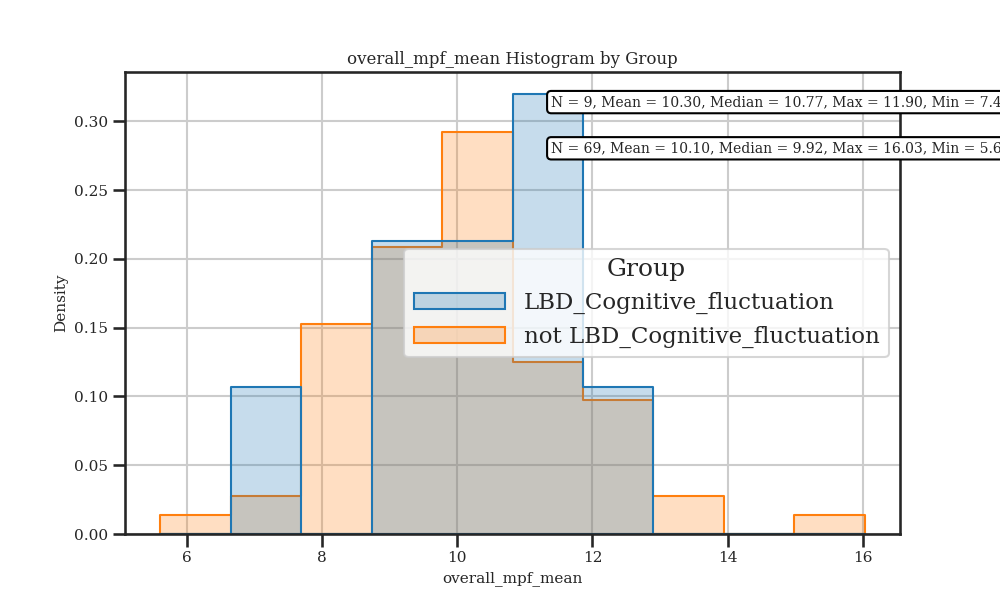 overall_mpf_mean Histogram by Group
N = 9, Mean = 10.30, Median = 10.77, Max = 11.90, Min = 7.4
N = 69, Mean = 10.10, Median = 9.92, Max = 16.03, Min = 5.6
0.30
0.25
0.20
0.15
0.10
0.05
0.00
Density
Group
LBD_Cognitive_fluctuation
not LBD_Cognitive_fluctuation
6 8 10 12 14 16
overall_mpf_mean